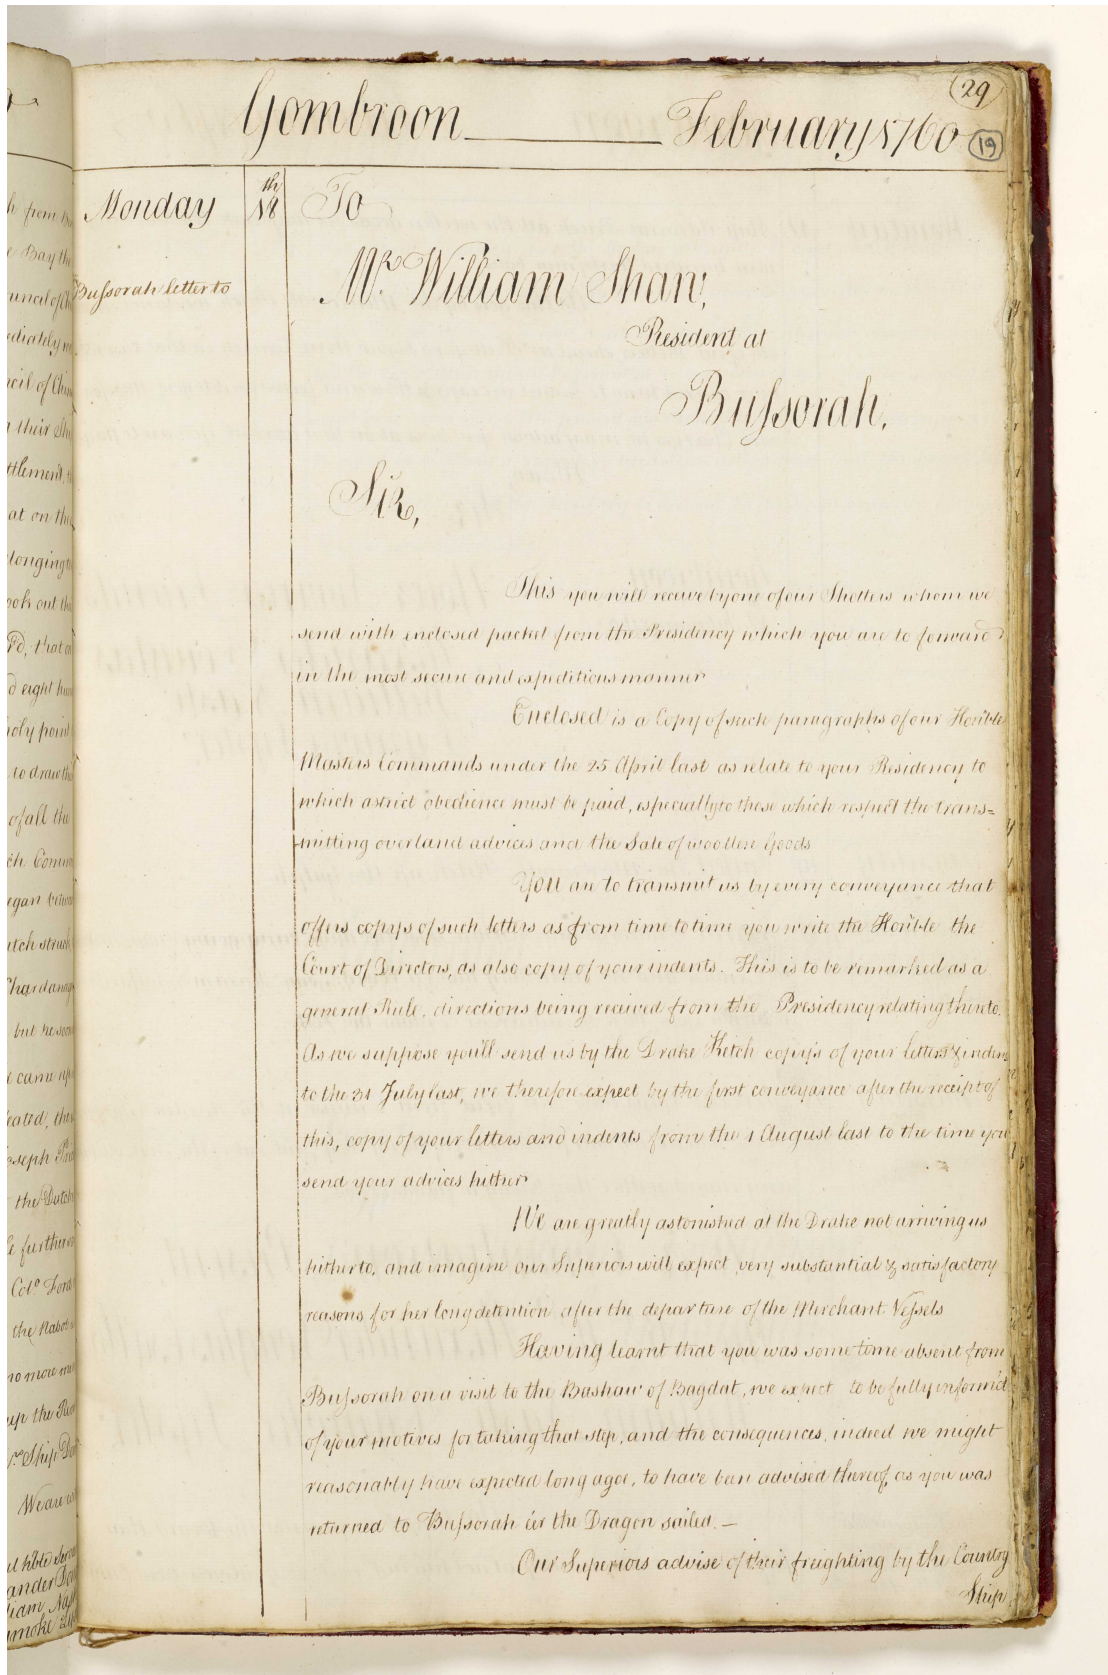 29
Gombroon February 1760
19
Monday
18th
To
Bussorah letter to
Mr. William Shaw,
Resident at
Bussorah,
Sir,
This you will receive by one of our Shotters whom we
send with enclosed packet from the Presidency which you are to forward
in the most secure and expeditious manner
Enclosed is a Copy of such paragraphs of our Honble
Masters Commands under the 25 April last as relate to your Residency to
which a strict obedience must be paid, especially to those which respect the trans=
mitting overland advices and the Sale of woollen Goods
You are to transmit us by every conveyance that
offers copys of such letters as from time to time you write the Honble the
Court of Directors, as also copy of your indents. This is to be remarked as a
general Rule, directions being received from the Presidency relating thereto.
As we suppose you'll send us by the Drake Ketch copys of your letters & indents
to the 31 July last, we therefore expect by the first conveyance after the receipt of
this, copy of your letters and indents from the 1 August last to the time you
send your advices hither
We are greatly astonished at the Drake not arriving us
hitherto, and imagine our Superiors will expect very substantial & satisfactory
reasons for her long detention after the departure of the Merchant Vessels
Having learnt that you was some time absent from
Bussorah on a visit to the Bashaw of Bagdat, we expect to be fully inform'd
of your motives for taking that step, and the consequences, indeed we might
reasonably have expected long agoe, to have been advised thereof, as you was
returned to Bussorah e'er the Dragon sailed. —
Our Superiors advise of their freighting by the Country
Ship